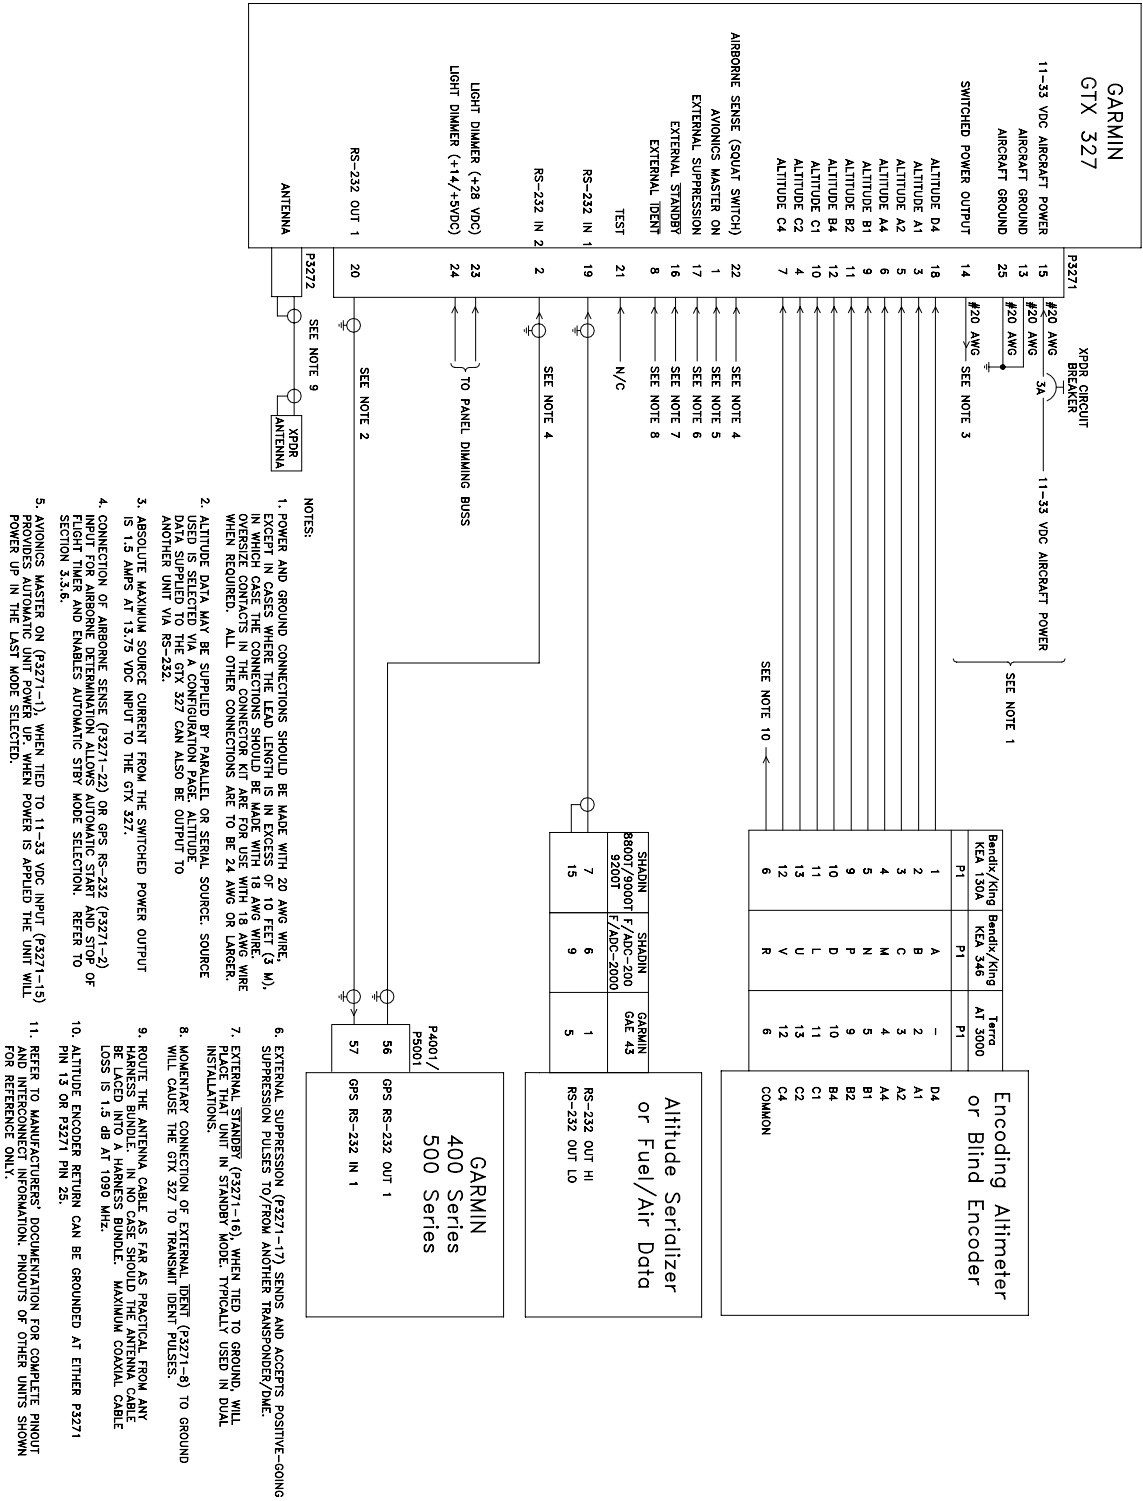 GARMIN
GTX 327
P3271
11-33 VDC AIRCRAFT POWER 15 #20 AWG 3A 11-33 VDC AIRCRAFT POWER
XPDR CIRCUIT
BREAKER
AIRCRAFT GROUND 13 #20 AWG
AIRCRAFT GROUND 25 #20 AWG
SEE NOTE 1
SWITCHED POWER OUTPUT 14 #20 AWG SEE NOTE 3
ALTITUDE D4 18
ALTITUDE A1 3
ALTITUDE A2 5
ALTITUDE A4 6
ALTITUDE B1 9
ALTITUDE B2 11
ALTITUDE B4 12
ALTITUDE C1 10
ALTITUDE C2 4
ALTITUDE C4 7
SEE NOTE 10
AIRBORNE SENSE (SQUAT SWITCH) 22 SEE NOTE 4
AVIONICS MASTER ON 1 SEE NOTE 5
EXTERNAL SUPPRESSION 17 SEE NOTE 6
EXTERNAL STANDBY 16 SEE NOTE 7
EXTERNAL IDENT 8 SEE NOTE 8
TEST 21 N/C
RS-232 IN 1 19
RS-232 IN 2 2 SEE NOTE 4
LIGHT DIMMER (+28 VDC) 23
LIGHT DIMMER (+14/+5VDC) 24
TO PANEL DIMMING BUSS
RS-232 OUT 1 20 SEE NOTE 2
P3272
ANTENNA SEE NOTE 9
XPDR
ANTENNA
Encoding Altimeter
or Blind Encoder
Bendix/King
KEA 130A
Bendix/King
KEA 346
Terra
AT 3000
P1 P1 P1
1 A - D4
2 B 2 A1
3 C 3 A2
4 M 4 A4
5 N 5 B1
9 P 9 B2
10 D 10 B4
11 L 11 C1
13 U 13 C2
12 V 12 C4
6 R 6 COMMON
Altitude Serializer
or Fuel/Air Data
SHADIN
8800T/9000T
9200T
SHADIN
F/ADC-200
F/ADC-2000
GARMIN
GAE 43
7 6 1 RS-232 OUT HI
15 9 5 RS-232 OUT LO
GARMIN
400 Series
500 Series
P4001/
P5001
56 GPS RS-232 OUT 1
57 GPS RS-232 IN 1
NOTES:
1. POWER AND GROUND CONNECTIONS SHOULD BE MADE WITH 20 AWG WIRE,
EXCEPT IN CASES WHERE THE LEAD LENGTH IS IN EXCESS OF 10 FEET (3 M),
IN WHICH CASE THE CONNECTIONS SHOULD BE MADE WITH 18 AWG WIRE.
OVERSIZE CONTACTS IN THE CONNECTOR KIT ARE FOR USE WITH 18 AWG WIRE
WHEN REQUIRED. ALL OTHER CONNECTIONS ARE TO BE 24 AWG OR LARGER.
2. ALTITUDE DATA MAY BE SUPPLIED BY PARALLEL OR SERIAL SOURCE. SOURCE
USED IS SELECTED VIA A CONFIGURATION PAGE. ALTITUDE
DATA SUPPLIED TO THE GTX 327 CAN ALSO BE OUTPUT TO
ANOTHER UNIT VIA RS-232.
3. ABSOLUTE MAXIMUM SOURCE CURRENT FROM THE SWITCHED POWER OUTPUT
IS 1.5 AMPS AT 13.75 VDC INPUT TO THE GTX 327.
4. CONNECTION OF AIRBORNE SENSE (P3271-22) OR GPS RS-232 (P3271-2)
INPUT FOR AIRBORNE DETERMINATION ALLOWS AUTOMATIC START AND STOP OF
FLIGHT TIMER AND ENABLES AUTOMATIC STBY MODE SELECTION. REFER TO
SECTION 3.3.6.
5. AVIONICS MASTER ON (P3271-1), WHEN TIED TO 11-33 VDC INPUT (P3271-15)
PROVIDES AUTOMATIC UNIT POWER UP. WHEN POWER IS APPLIED THE UNIT WILL
POWER UP IN THE LAST MODE SELECTED.
6. EXTERNAL SUPPRESSION (P3271-17) SENDS AND ACCEPTS POSITIVE-GOING
SUPPRESSION PULSES TO/FROM ANOTHER TRANSPONDER/DME.
7. EXTERNAL STANDBY (P3271-16), WHEN TIED TO GROUND, WILL
PLACE THAT UNIT IN STANDBY MODE. TYPICALLY USED IN DUAL
INSTALLATIONS.
8. MOMENTARY CONNECTION OF EXTERNAL IDENT (P3271-8) TO GROUND
WILL CAUSE THE GTX 327 TO TRANSMIT IDENT PULSES.
9. ROUTE THE ANTENNA CABLE AS FAR AS PRACTICAL FROM ANY
HARNESS BUNDLE. IN NO CASE SHOULD THE ANTENNA CABLE
BE LACED INTO A HARNESS BUNDLE. MAXIMUM COAXIAL CABLE
LOSS IS 1.5 dB AT 1090 MHz.
10. ALTITUDE ENCODER RETURN CAN BE GROUNDED AT EITHER P3271
PIN 13 OR P3271 PIN 25.
11. REFER TO MANUFACTURERS' DOCUMENTATION FOR COMPLETE PINOUT
AND INTERCONNECT INFORMATION. PINOUTS OF OTHER UNITS SHOWN
FOR REFERENCE ONLY.